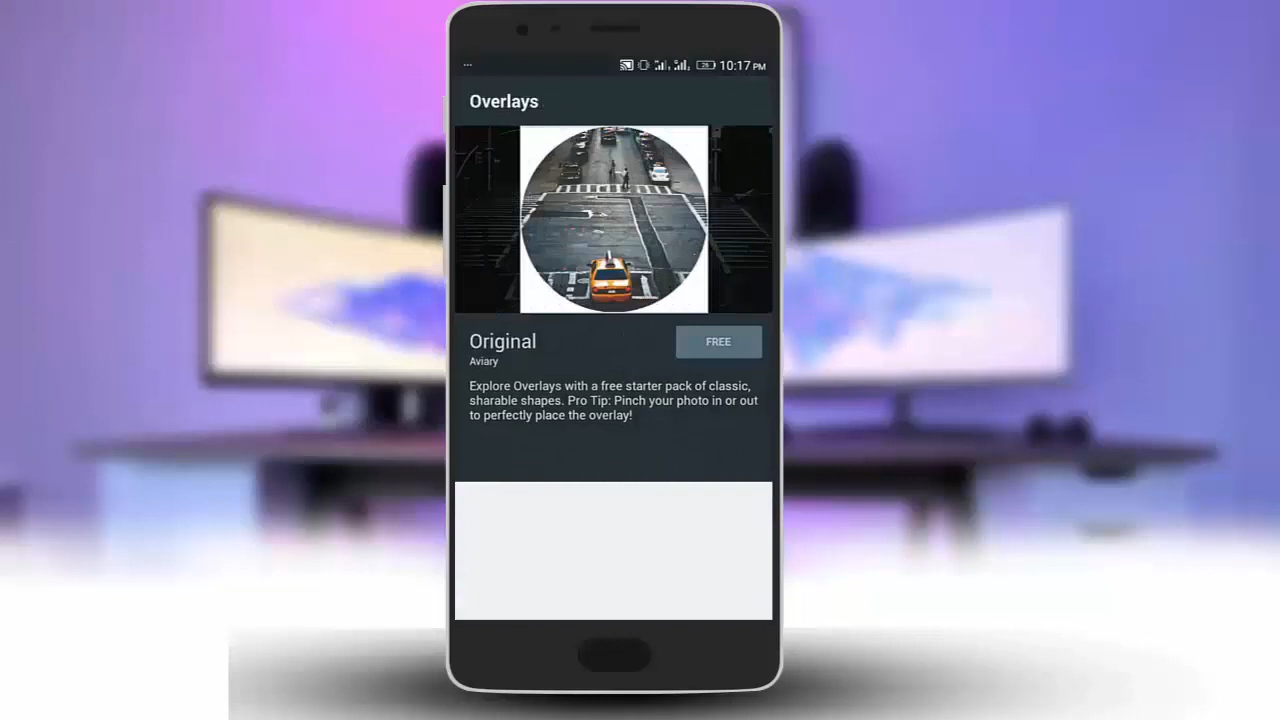 10:17 PM
Overlays
Original
FREE
Aviary
Explore Overlays with a free starter pack of classic,
sharable shapes. Pro Tip: Pinch your photo in or out
to perfectly place the overlay!